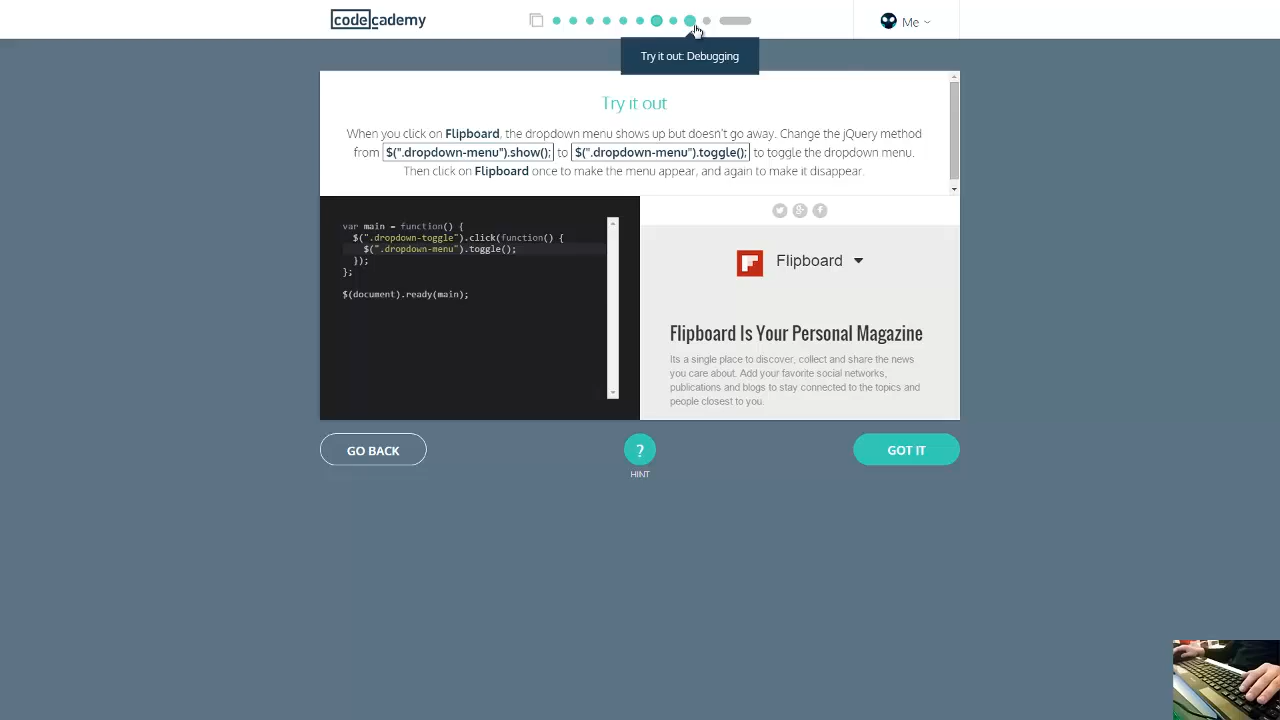 codecademy
Me
Try it out: Debugging
Try it out
When you click on Flipboard, the dropdown menu shows up but doesn't go away. Change the jQuery method
from $(".dropdown-menu").show(); to $(".dropdown-menu").toggle(); to toggle the dropdown menu.
Then click on Flipboard once to make the menu appear, and again to make it disappear.
var main = function() {
$(".dropdown-toggle").click(function() {
$(".dropdown-menu").toggle();
});
};
$(document).ready(main);
Flipboard
Flipboard Is Your Personal Magazine
Its a single place to discover, collect and share the news
you care about. Add your favorite social networks,
publications and blogs to stay connected to the topics and
people closest to you.
GO BACK
?
HINT
GOT IT